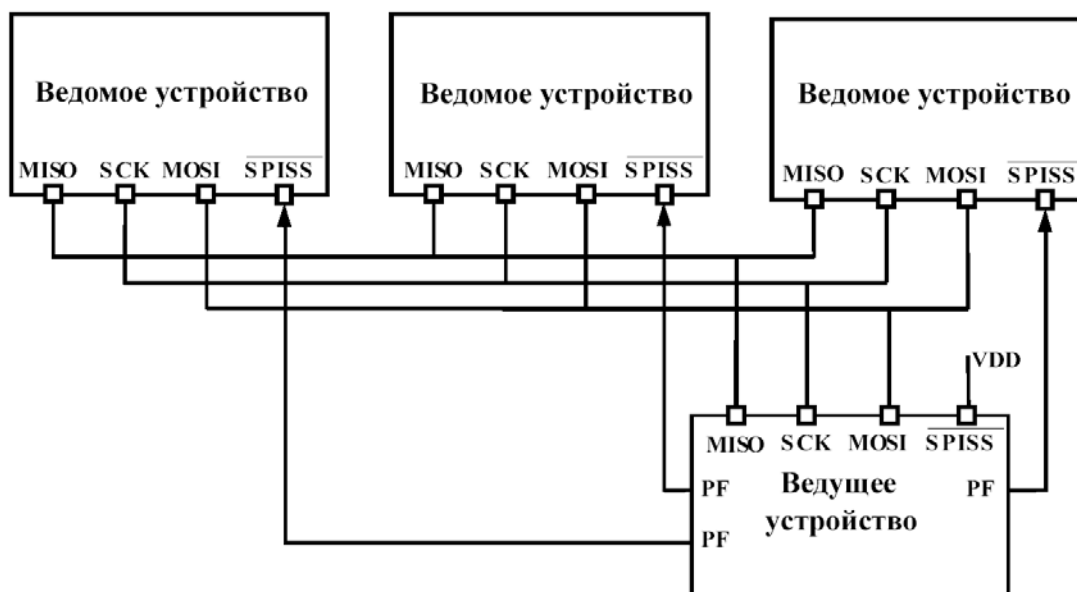 Ведомое устройство
MISO SCK MOSI SPISS
Ведомое устройство
MISO SCK MOSI SPISS
Ведомое устройство
MISO SCK MOSI SPISS
VDD
MISO SCK MOSI SPISS
PF Ведущее PF
устройство
PF